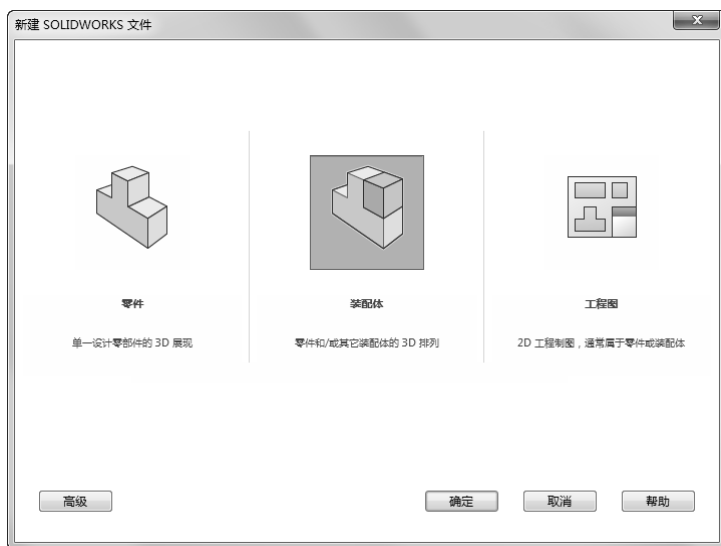 新建 SOLIDWORKS 文件
零件
装配体
工程图
单一设计零部件的 3D 展现
零件和/或其它装配体的 3D 排列
2D 工程制图，通常属于零件或装配体
高级
确定
取消
帮助